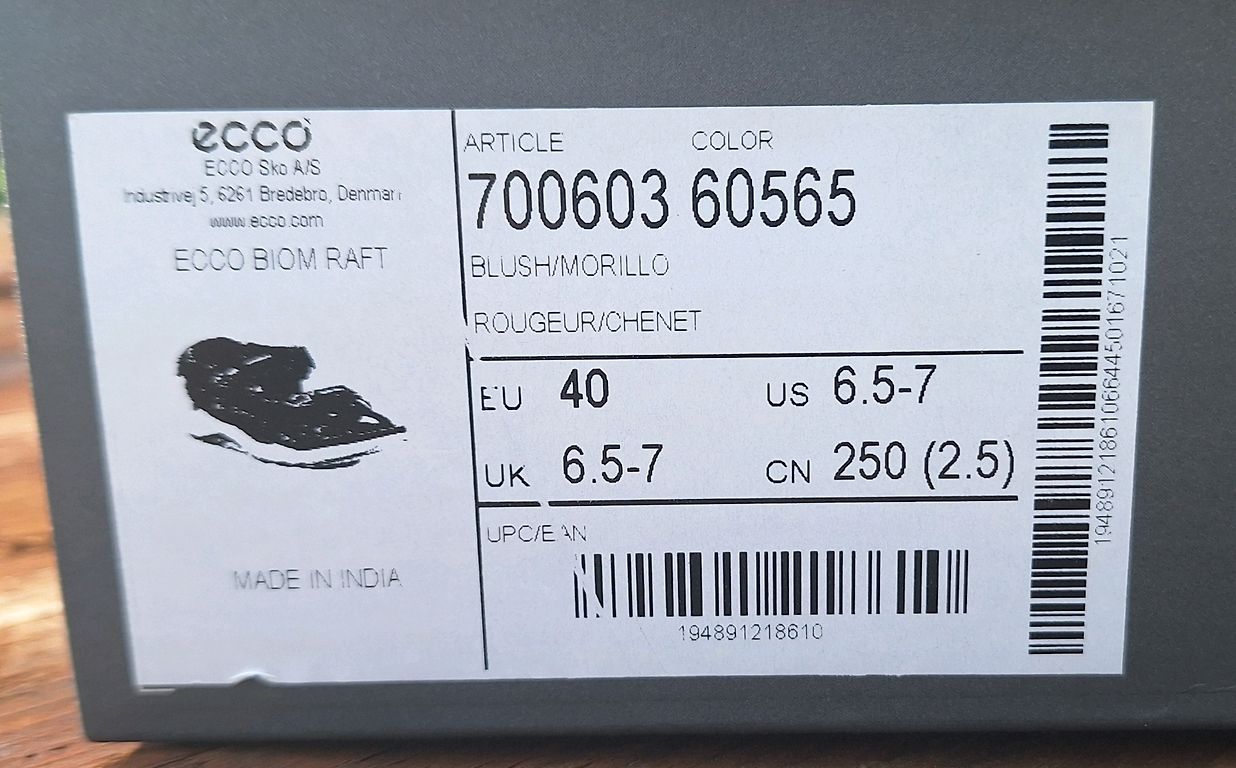 ecco
ECCO Sko A/S
Industrivej 5, 6261 Bredebro, Denmark
www.ecco.com
ECCO BIOM RAFT
MADE IN INDIA
ARTICLE COLOR
700603 60565
BLUSH/MORILLO
ROUGEUR/CHENET
EU 40 US 6.5-7
UK 6.5-7 CN 250 (2.5)
UPC/EAN
194891218610
1948912186106644501671021